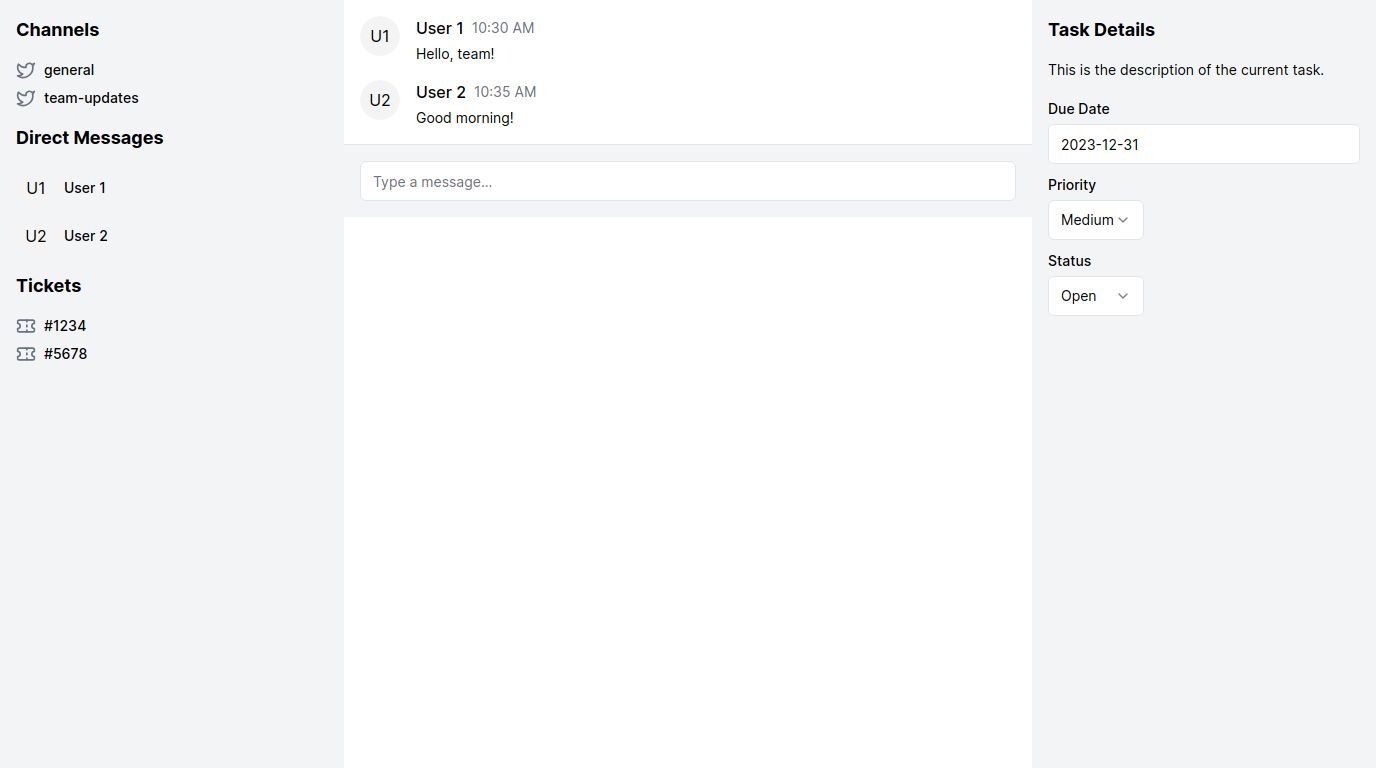 Channels
general
team-updates
Direct Messages
U1 User 1
U2 User 2
Tickets
#1234
#5678
U1 User 1 10:30 AM
Hello, team!
U2 User 2 10:35 AM
Good morning!
Type a message...
Task Details
This is the description of the current task.
Due Date
2023-12-31
Priority
Medium
Status
Open